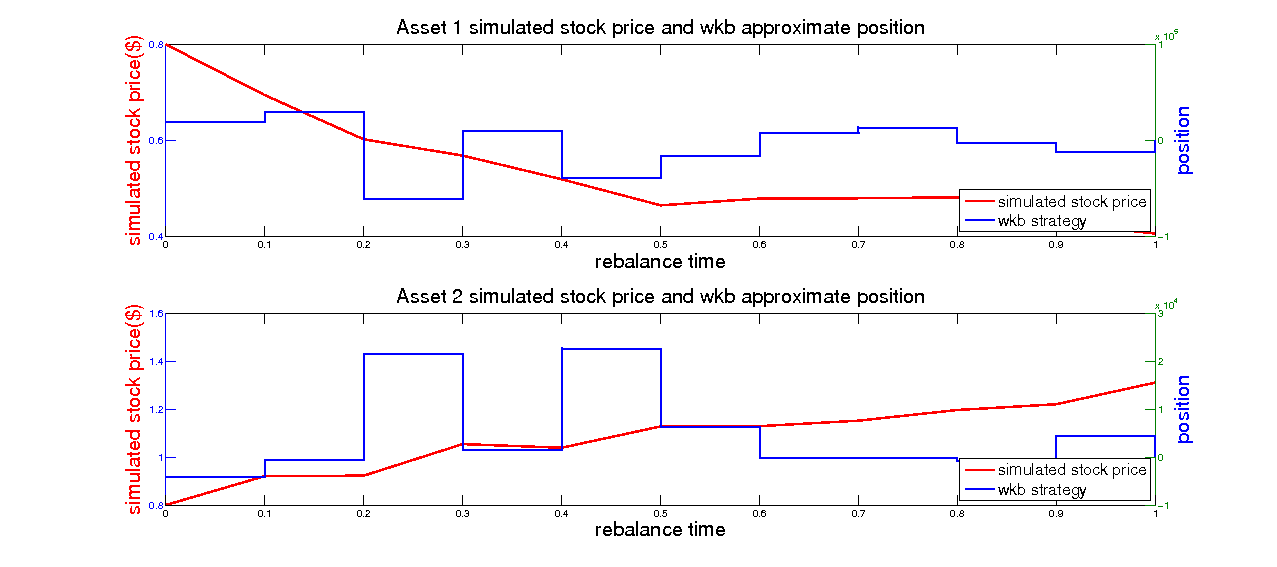 Asset 1 simulated stock price and wkb approximate position
x 10^5
simulated stock price($)
0.8
0.6
0.4
1
0
-1
position
0 0.1 0.2 0.3 0.4 0.5 0.6 0.7 0.8 0.9 1
rebalance time
simulated stock price
wkb strategy
Asset 2 simulated stock price and wkb approximate position
x 10^4
simulated stock price($)
1.6
1.4
1.2
1
0.8
3
2
1
0
-1
position
0 0.1 0.2 0.3 0.4 0.5 0.6 0.7 0.8 0.9 1
rebalance time
simulated stock price
wkb strategy